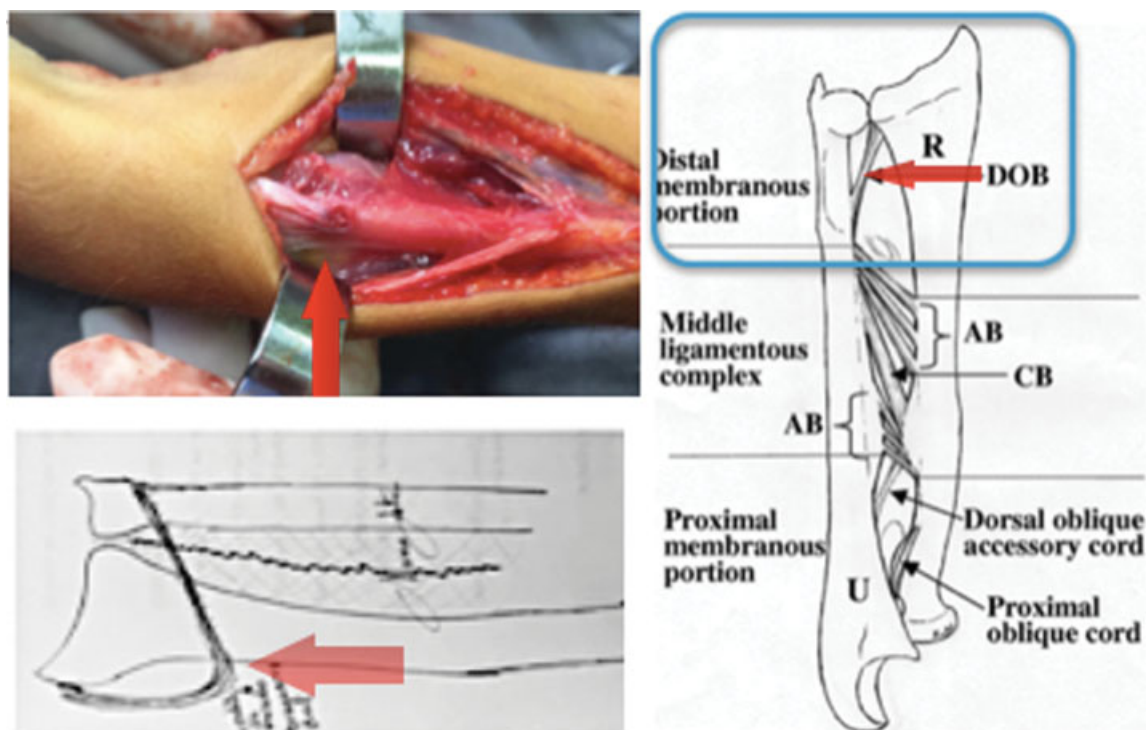 R
Distal
membranous
portion
DOB
Middle
ligamentous
complex
AB
CB
AB
Proximal
membranous
portion
Dorsal oblique
accessory cord
U
Proximal
oblique cord